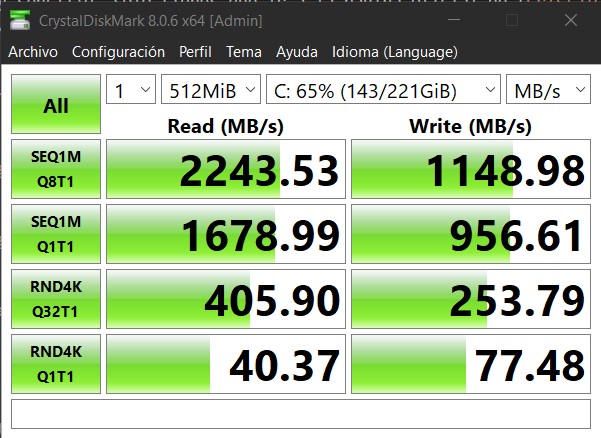 CrystalDiskMark 8.0.6 x64 [Admin]
Archivo Configuración Perfil Tema Ayuda Idioma (Language)
All 1 512MiB C: 65% (143/221GiB) MB/s
Read (MB/s) Write (MB/s)
SEQ1M
Q8T1 2243.53 1148.98
SEQ1M
Q1T1 1678.99 956.61
RND4K
Q32T1 405.90 253.79
RND4K
Q1T1 40.37 77.48